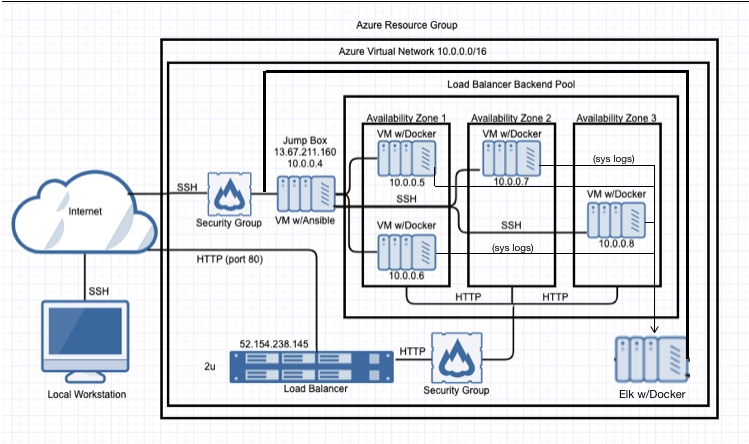 Azure Resource Group
Azure Virtual Network 10.0.0.0/16
Load Balancer Backend Pool
Availability Zone 1
Availability Zone 2
Availability Zone 3
VM w/Docker
VM w/Docker
Jump Box
13.67.211.160
10.0.0.4
(sys logs)
10.0.0.5
10.0.0.7
SSH
VM w/Docker
SSH
Internet
Security Group
VM w/Ansible
VM w/Docker
SSH
10.0.0.8
(sys logs)
HTTP (port 80)
10.0.0.6
SSH
HTTP
HTTP
52.154.238.145
HTTP
2u
Load Balancer
Security Group
Local Workstation
Elk w/Docker